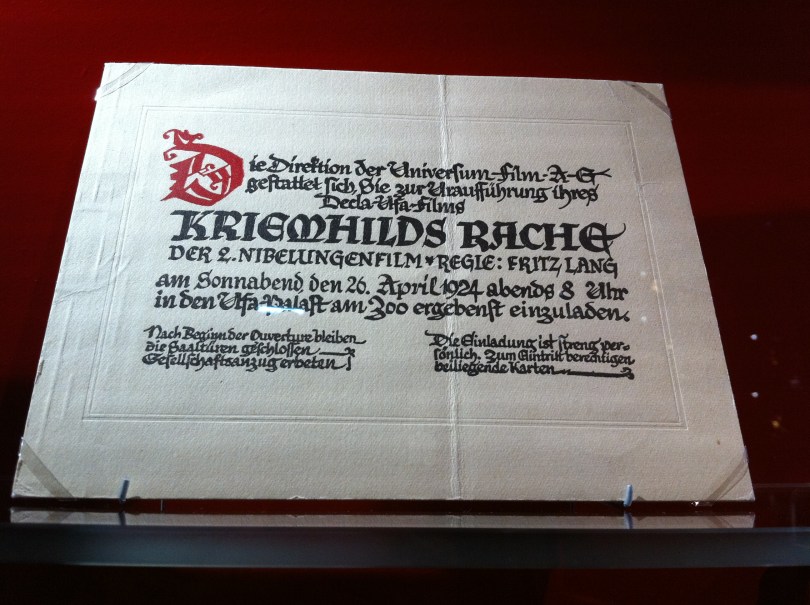 Die Direktion der Universum-Film-A-G
gestattet sich, Sie zur Uraufführung ihres
Decla-Ufa-Films
KRIEMHILDS RACHE
DER 2. NIBELUNGENFILM * REGIE: FRITZ LANG
am Sonnabend, den 26. April 1924 abends 8 Uhr
in den Ufa-Palast am Zoo ergebenst einzuladen.
Nach Beginn der Ouverture bleiben
die Saaltüren geschlossen
Gesellschaftsanzug erbeten
Die Einladung ist streng per-
sönlich. Zum Eintritt berechtigen
beiliegende Karten